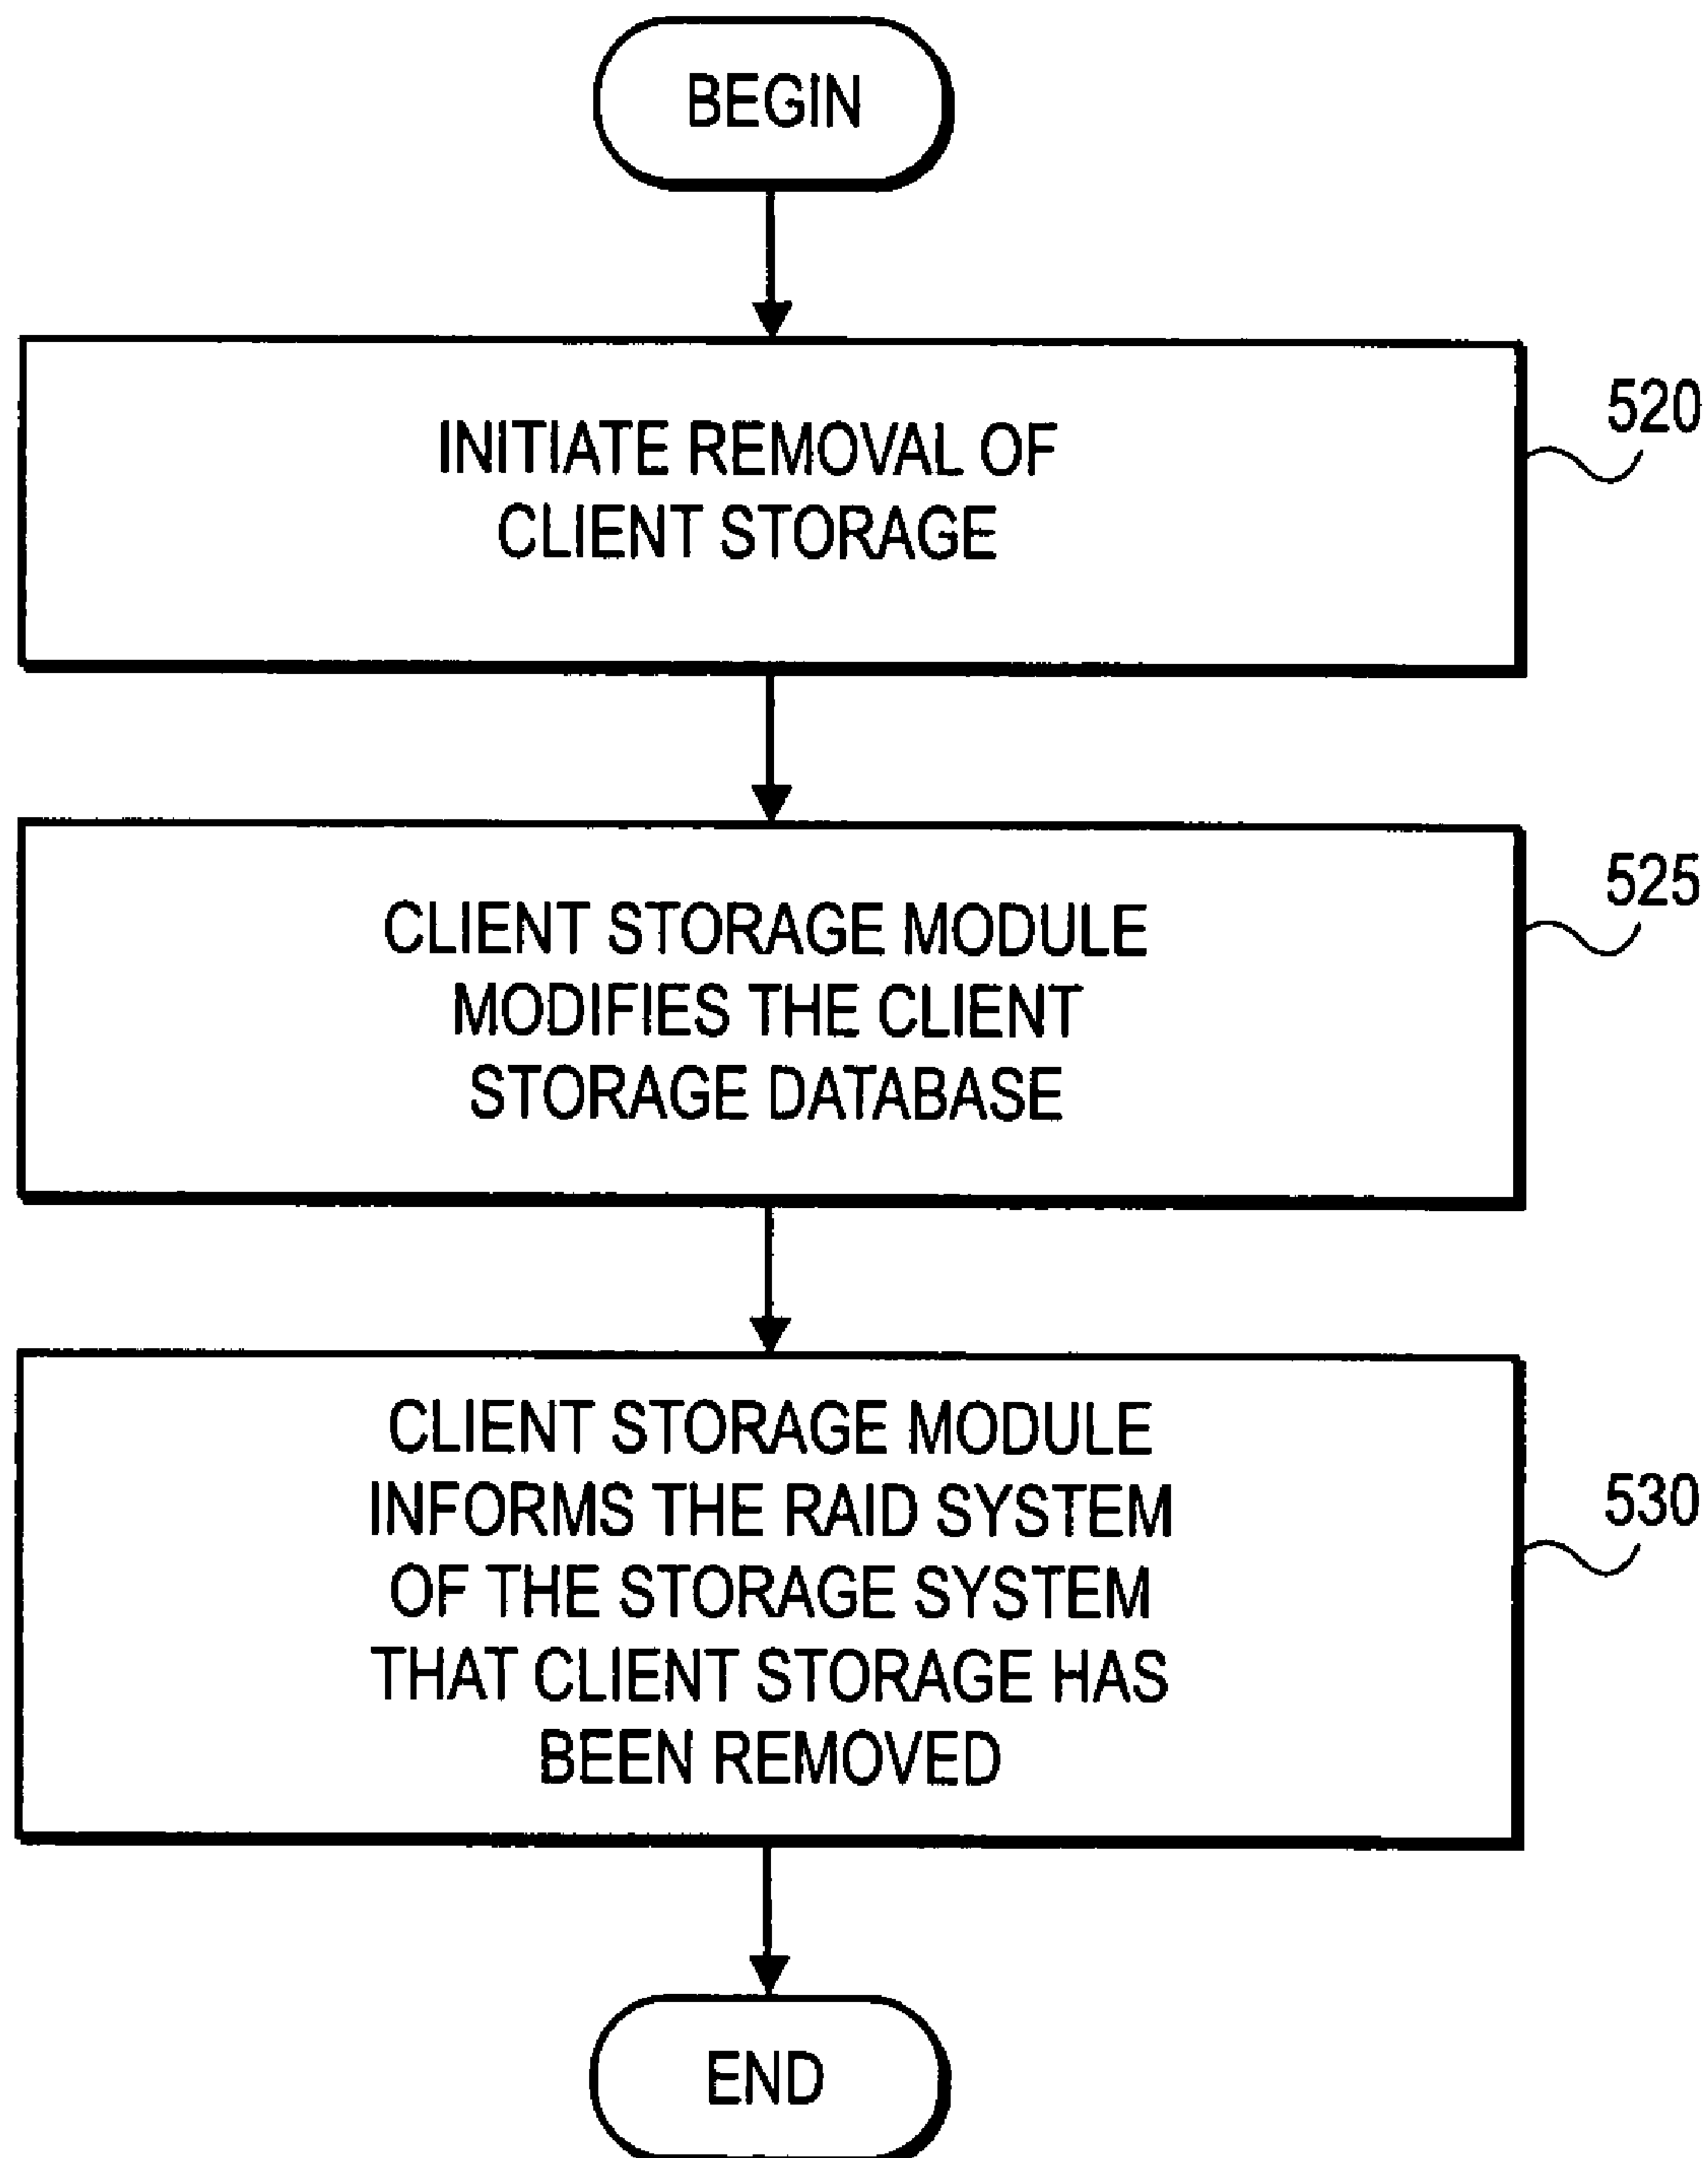 BEGIN
INITIATE REMOVAL OF
CLIENT STORAGE
520
CLIENT STORAGE MODULE
MODIFIES THE CLIENT
STORAGE DATABASE
525
CLIENT STORAGE MODULE
INFORMS THE RAID SYSTEM
OF THE STORAGE SYSTEM
THAT CLIENT STORAGE HAS
BEEN REMOVED
530
END